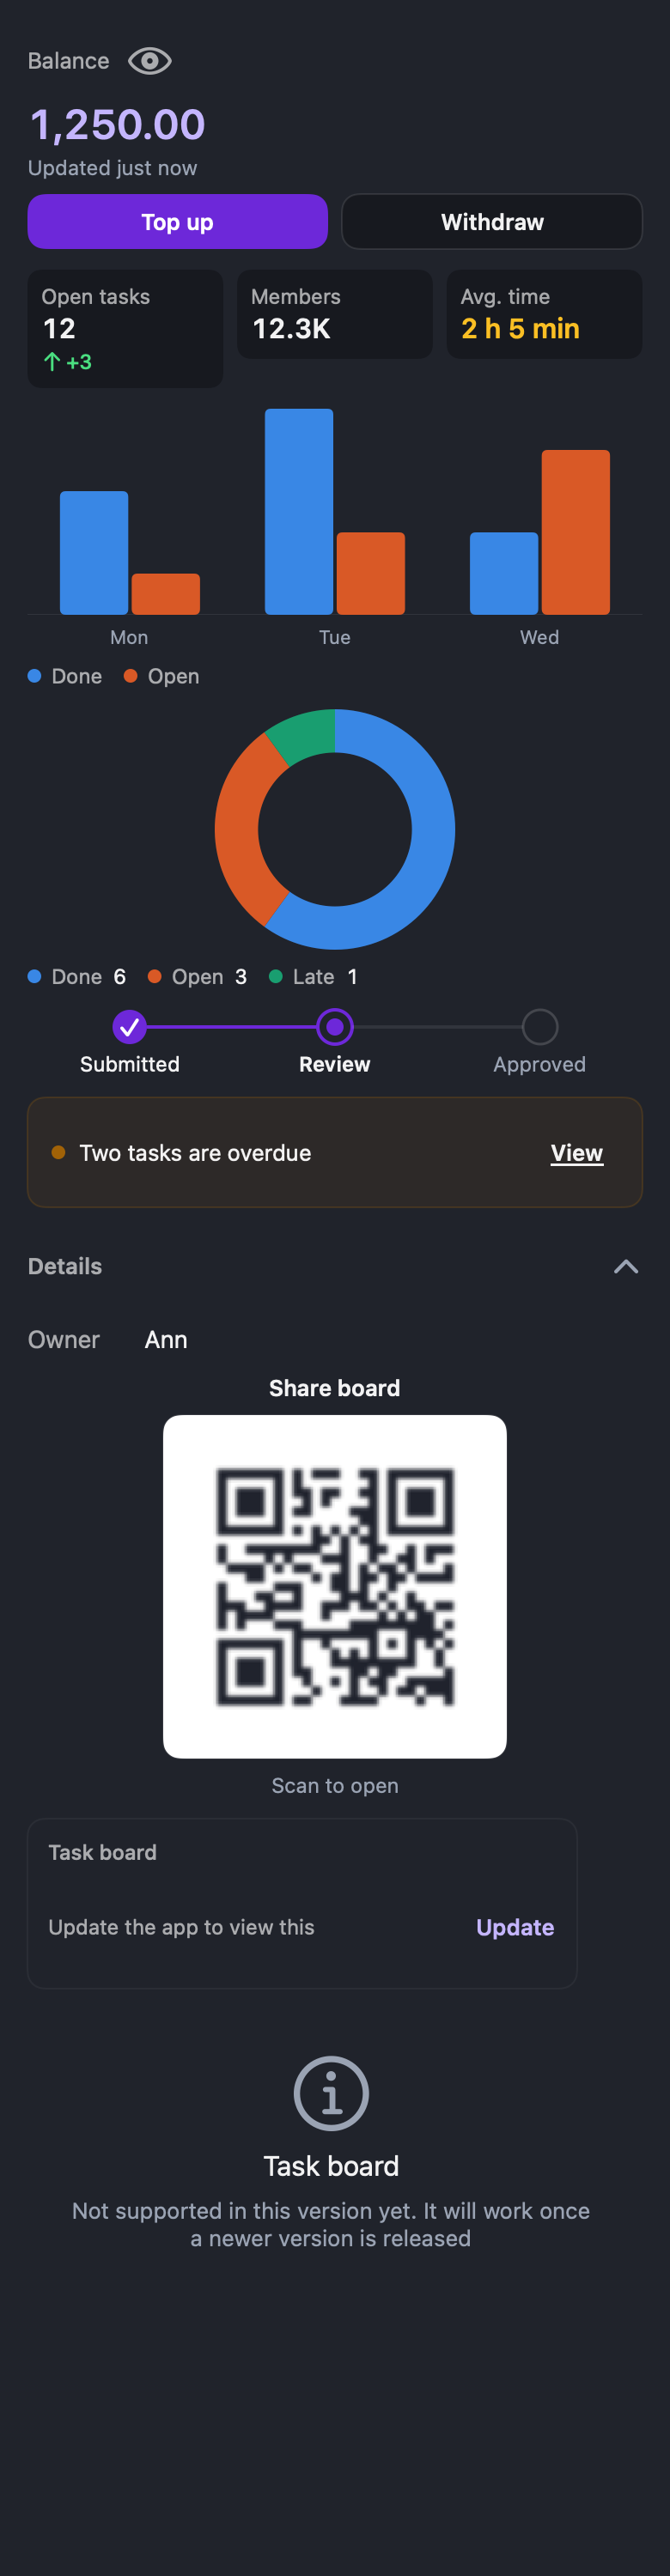 Balance
1,250.00
Updated just now
Top up Withdraw
Open tasks Members Avg. time
12 12.3K 2 h 5 min
↑ +3
Mon Tue Wed
Done Open
Done 6 Open 3 Late 1
Submitted Review Approved
Two tasks are overdue View
Details
Owner Ann
Share board
Scan to open
Task board
Update the app to view this Update
Task board
Not supported in this version yet. It will work once
a newer version is released